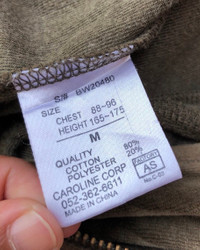 S/# BW20480
SIZE
CHEST 88-96
HEIGHT 165-175
M
QUALITY
COTTON 80%
POLYESTER 20%
CAROLINE CORP
052-362-6611
MADE IN CHINA
FACTORY
AS